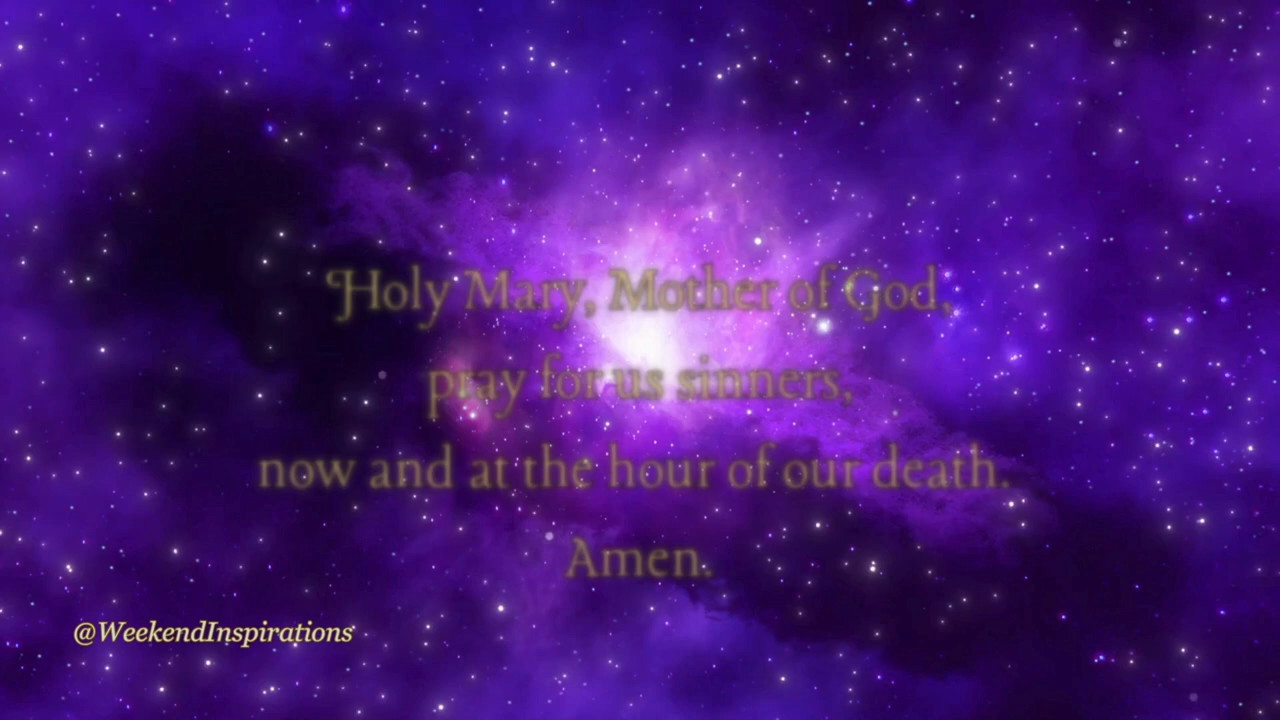 Holy Mary, Mother of God,
pray for us sinners,
now and at the hour of our death.
Amen.
@WeekendInspirations